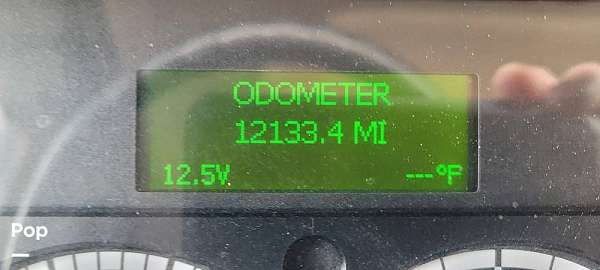 ODOMETER
12133.4 MI
12.5V ---°F
Pop